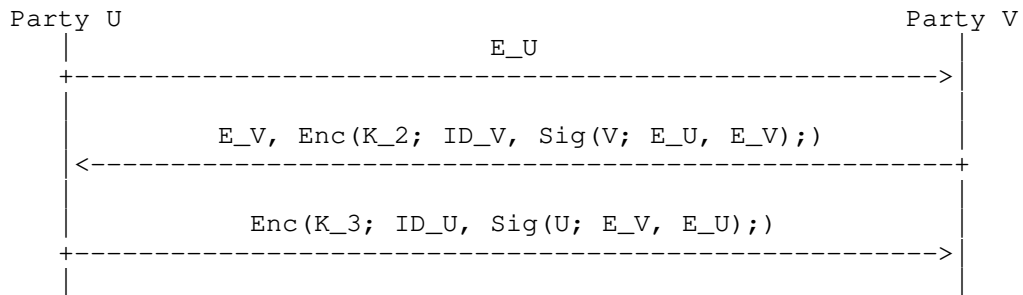 Party U Party V
E_U
E_V, Enc(K_2; ID_V, Sig(V; E_U, E_V);)
Enc(K_3; ID_U, Sig(U; E_V, E_U);)